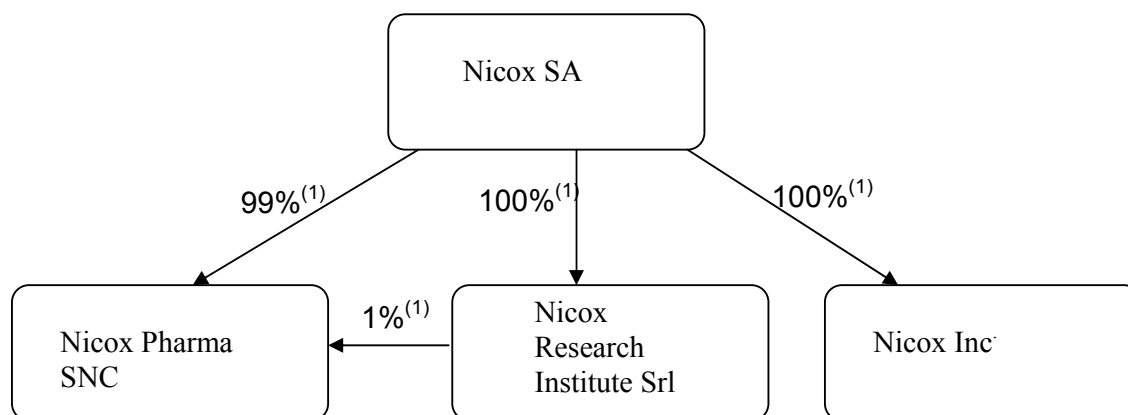 Nicox SA
99%(1)
100%(1)
100%(1)
Nicox Pharma
SNC
1%(1)
Nicox
Research
Institute Srl
Nicox Inc.